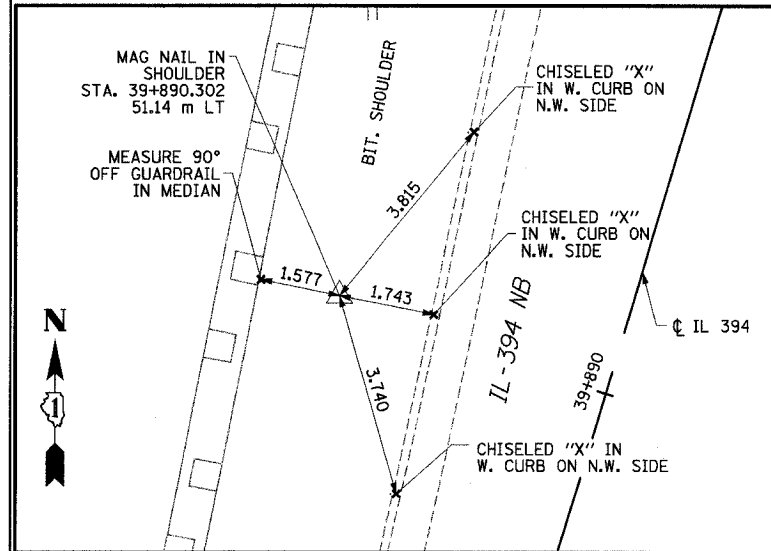 MAG NAIL IN
SHOULDER
STA. 39+890.302
51.14 m LT
BIT. SHOULDER
CHISELED "X"
IN W. CURB ON
N.W. SIDE
MEASURE 90°
OFF GUARDRAIL
IN MEDIAN
3.815
CHISELED "X"
IN W. CURB ON
N.W. SIDE
1.577
1.743
N
1
3.740
IL-394 NB
℄ IL 394
39+890
CHISELED "X" IN
W. CURB ON N.W. SIDE